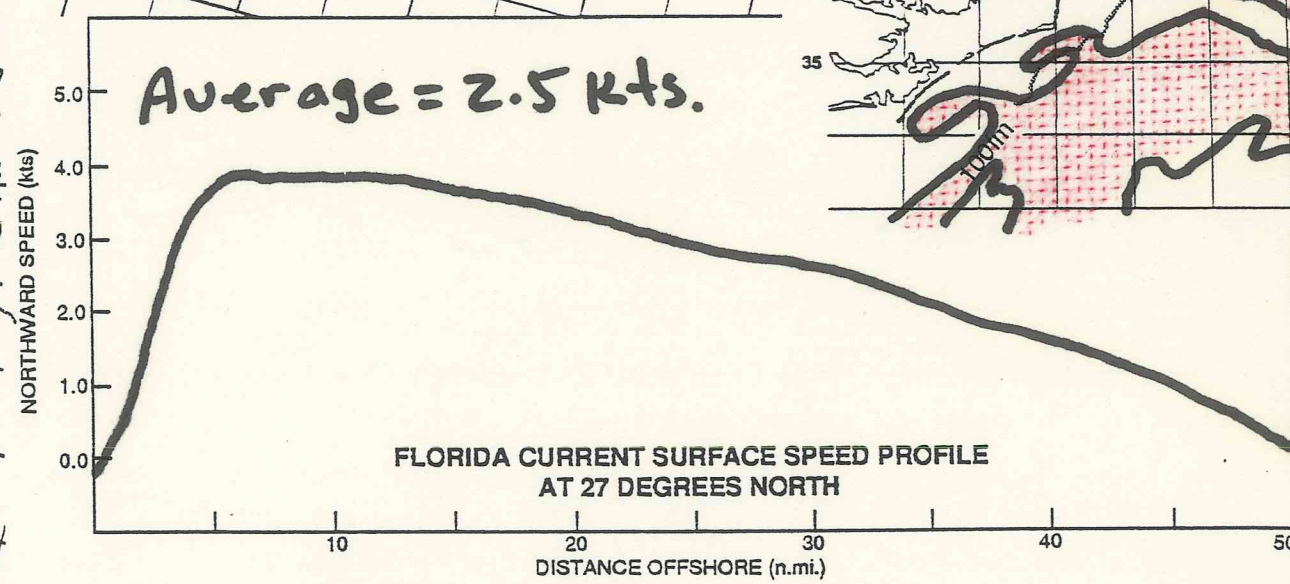 Average = 2.5 kts.
5.0
4.0
3.0
2.0
1.0
0.0
NORTHWARD SPEED (kts)
FLORIDA CURRENT SURFACE SPEED PROFILE
AT 27 DEGREES NORTH
10
20
30
40
50
DISTANCE OFFSHORE (n.mi.)
35
100fm